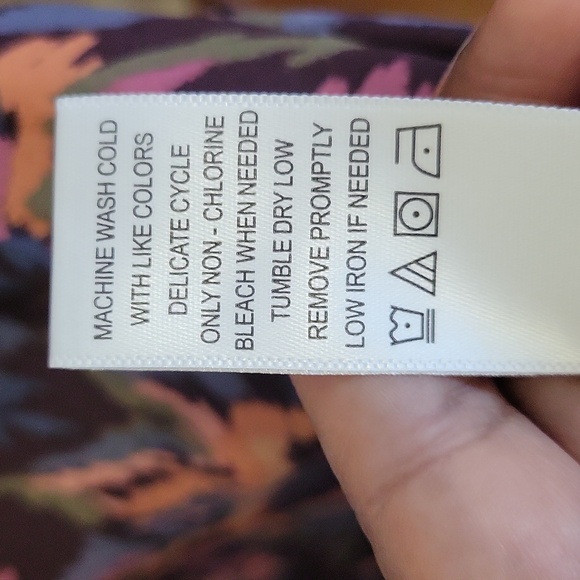 MACHINE WASH COLD
WITH LIKE COLORS
DELICATE CYCLE
ONLY NON - CHLORINE
BLEACH WHEN NEEDED
TUMBLE DRY LOW
REMOVE PROMPTLY
LOW IRON IF NEEDED